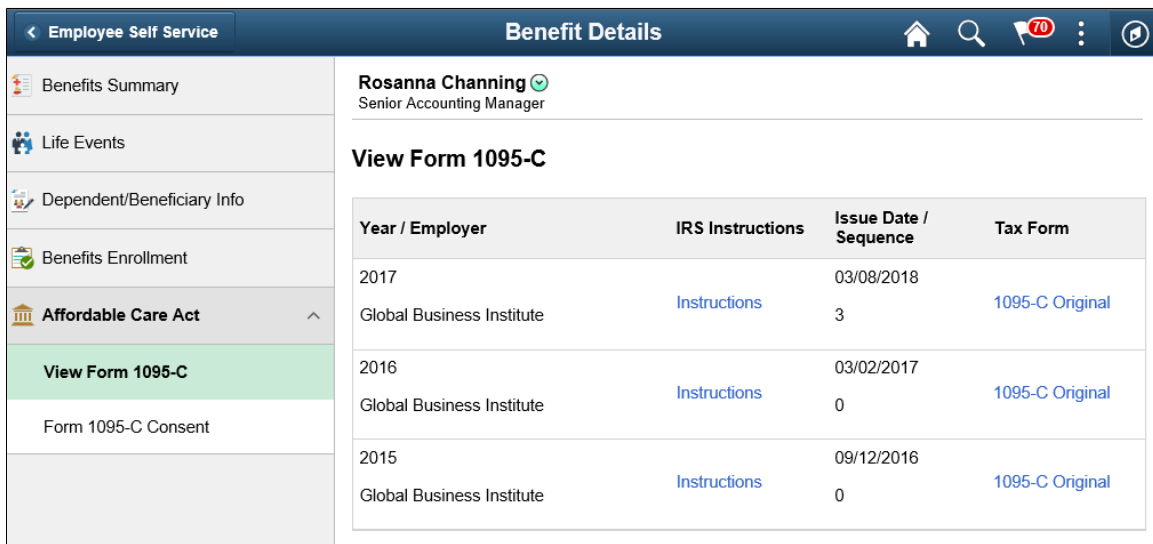 Employee Self Service
Benefit Details
70
Benefits Summary
Life Events
Dependent/Beneficiary Info
Benefits Enrollment
Affordable Care Act
View Form 1095-C
Form 1095-C Consent
Rosanna Channing
Senior Accounting Manager
View Form 1095-C
Year / Employer IRS Instructions Issue Date / Sequence Tax Form
2017 03/08/2018
Instructions 1095-C Original
Global Business Institute 3
2016 03/02/2017
Instructions 1095-C Original
Global Business Institute 0
2015 09/12/2016
Instructions 1095-C Original
Global Business Institute 0